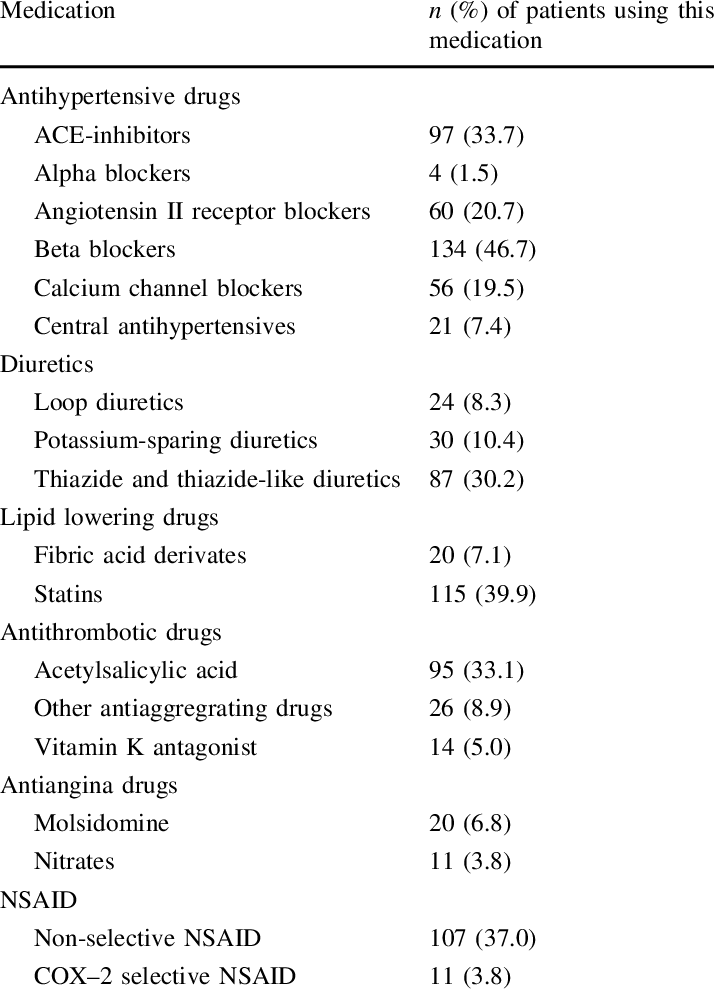 Medication n (%) of patients using this
medication
Antihypertensive drugs
ACE-inhibitors 97 (33.7)
Alpha blockers 4 (1.5)
Angiotensin II receptor blockers 60 (20.7)
Beta blockers 134 (46.7)
Calcium channel blockers 56 (19.5)
Central antihypertensives 21 (7.4)
Diuretics
Loop diuretics 24 (8.3)
Potassium-sparing diuretics 30 (10.4)
Thiazide and thiazide-like diuretics 87 (30.2)
Lipid lowering drugs
Fibric acid derivates 20 (7.1)
Statins 115 (39.9)
Antithrombotic drugs
Acetylsalicylic acid 95 (33.1)
Other antiaggregrating drugs 26 (8.9)
Vitamin K antagonist 14 (5.0)
Antiangina drugs
Molsidomine 20 (6.8)
Nitrates 11 (3.8)
NSAID
Non-selective NSAID 107 (37.0)
COX–2 selective NSAID 11 (3.8)